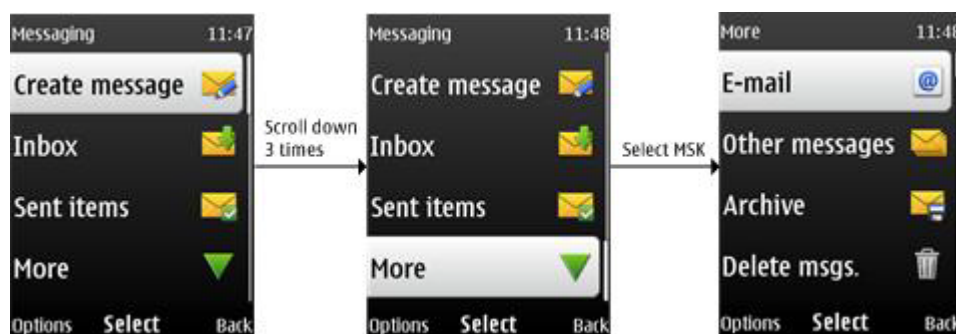 Messaging 11:47
Create message
Inbox
Sent items
More
Options Select Back
Scroll down
3 times
Messaging 11:48
Create message
Inbox
Sent items
More
Options Select Back
Select MSK
More 11:48
E-mail
@
Other messages
Archive
Delete msgs.
Options Select Back